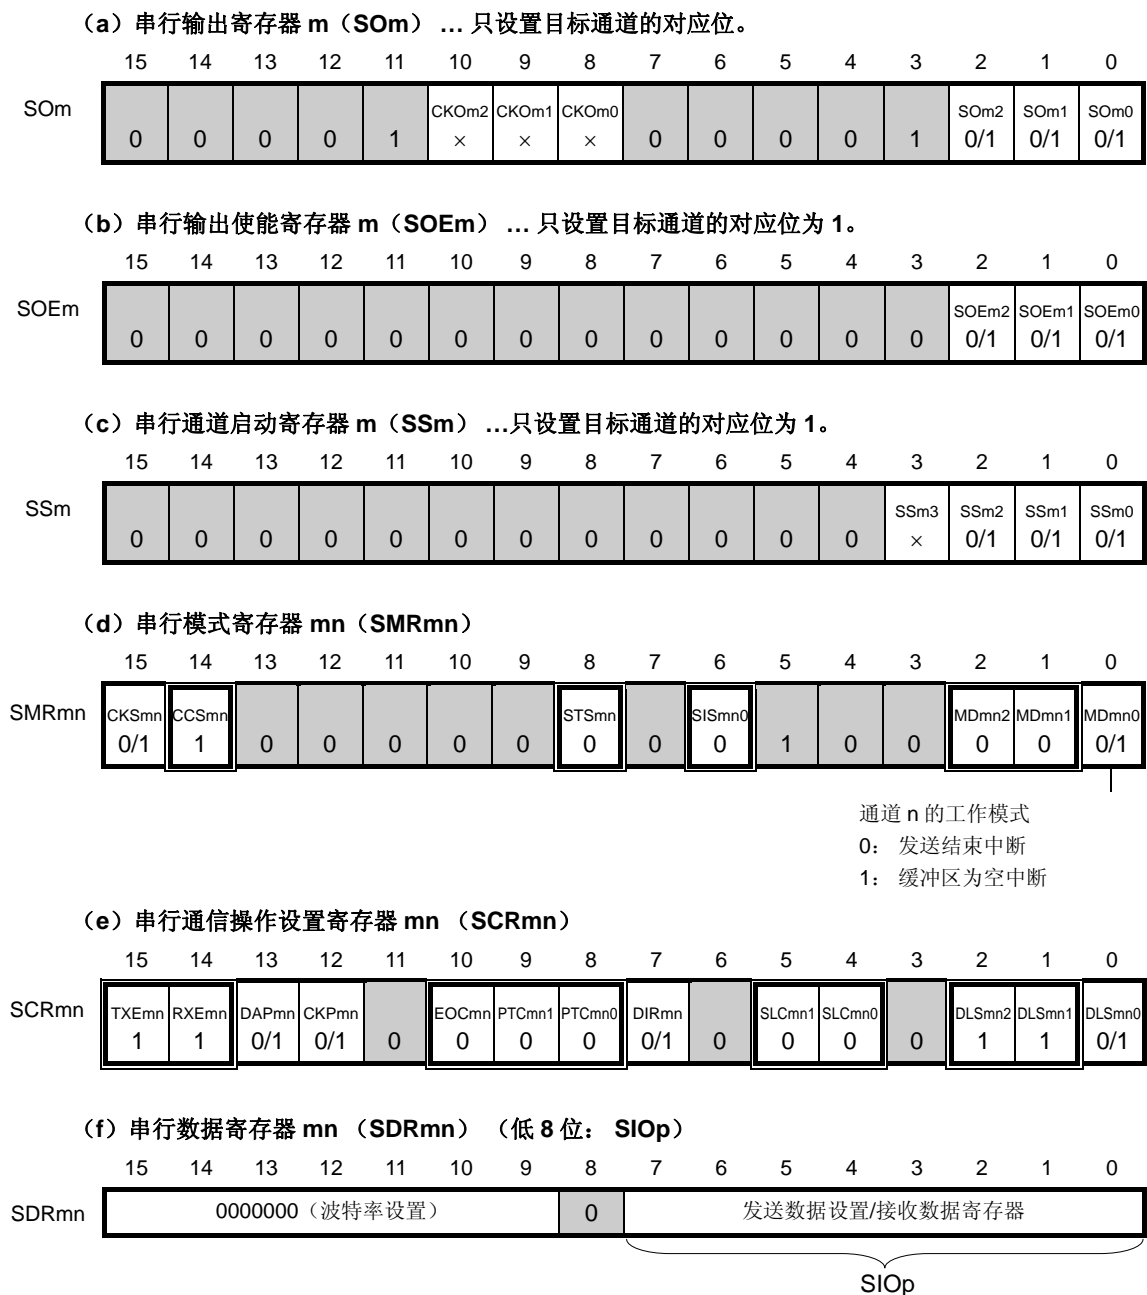 （a）串行输出寄存器 m（SOm） … 只设置目标通道的对应位。
15 14 13 12 11 10 9 8 7 6 5 4 3 2 1 0
SOm
CKOm2 CKOm1 CKOm0 SOm2 SOm1 SOm0
0 0 0 0 1 × × × 0 0 0 0 1 0/1 0/1 0/1
（b）串行输出使能寄存器 m（SOEm） … 只设置目标通道的对应位为 1。
15 14 13 12 11 10 9 8 7 6 5 4 3 2 1 0
SOEm
SOEm2 SOEm1 SOEm0
0 0 0 0 0 0 0 0 0 0 0 0 0 0/1 0/1 0/1
（c）串行通道启动寄存器 m（SSm） …只设置目标通道的对应位为 1。
15 14 13 12 11 10 9 8 7 6 5 4 3 2 1 0
SSm
SSm3 SSm2 SSm1 SSm0
0 0 0 0 0 0 0 0 0 0 0 0 × 0/1 0/1 0/1
（d）串行模式寄存器 mn（SMRmn）
15 14 13 12 11 10 9 8 7 6 5 4 3 2 1 0
SMRmn
CKSmn CCSmn STSmn SISmn0 MDmn2 MDmn1 MDmn0
0/1 1 0 0 0 0 0 0 0 0 1 0 0 0 0 0/1
通道 n 的工作模式
0： 发送结束中断
1： 缓冲区为空中断
（e）串行通信操作设置寄存器 mn （SCRmn）
15 14 13 12 11 10 9 8 7 6 5 4 3 2 1 0
SCRmn
TXEmn RXEmn DAPmn CKPmn EOCmn PTCmn1 PTCmn0 DIRmn SLCmn1 SLCmn0 DLSmn2 DLSmn1 DLSmn0
1 1 0/1 0/1 0 0 0 0 0/1 0 0 0 0 1 1 0/1
（f）串行数据寄存器 mn （SDRmn） （低 8 位： SIOp）
15 14 13 12 11 10 9 8 7 6 5 4 3 2 1 0
SDRmn
0000000（波特率设置） 0 发送数据设置/接收数据寄存器
SIOp